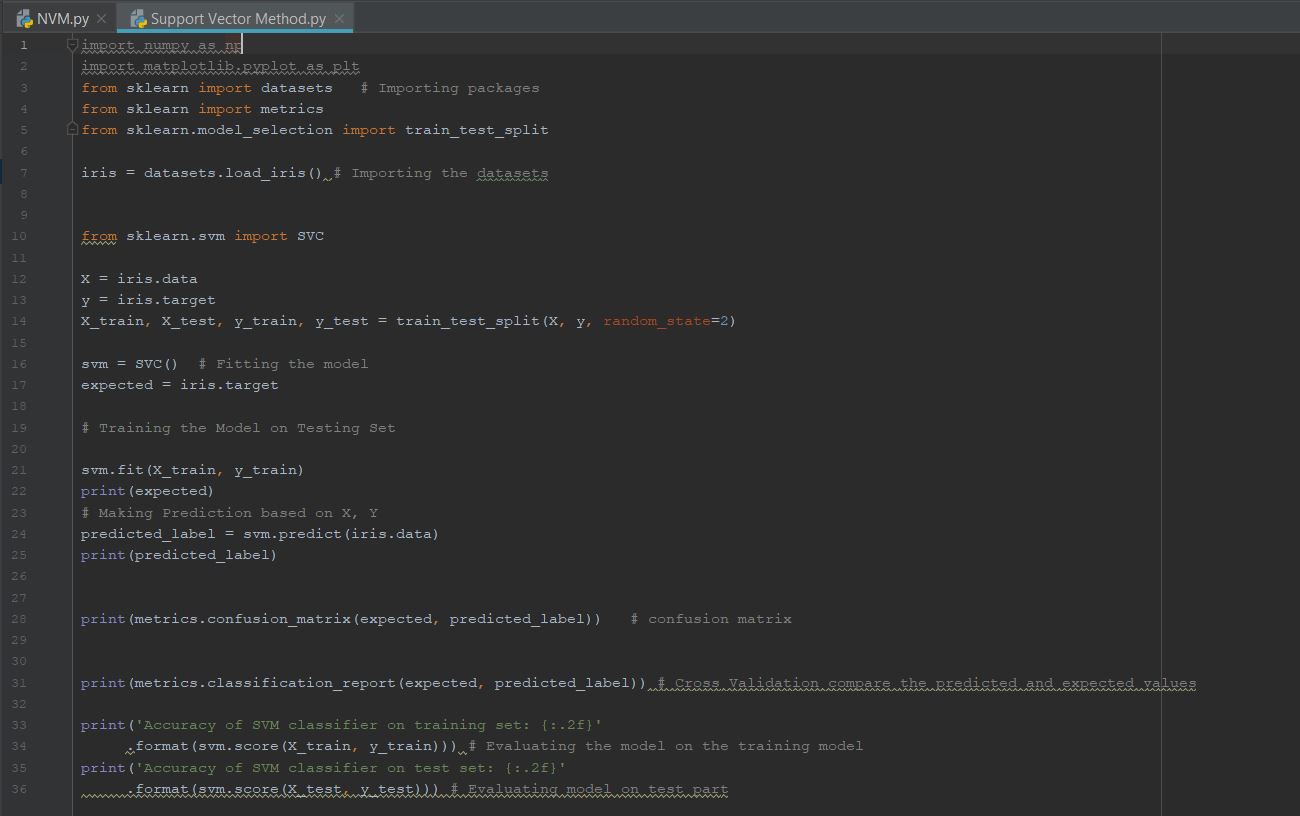 NVM.py
Support Vector Method.py
1 import numpy as np
2 import matplotlib.pyplot as plt
3 from sklearn import datasets   # Importing packages
4 from sklearn import metrics
5 from sklearn.model_selection import train_test_split
6
7 iris = datasets.load_iris() # Importing the datasets
8
9
10 from sklearn.svm import SVC
11
12 X = iris.data
13 y = iris.target
14 X_train, X_test, y_train, y_test = train_test_split(X, y, random_state=2)
15
16 svm = SVC()  # Fitting the model
17 expected = iris.target
18
19 # Training the Model on Testing Set
20
21 svm.fit(X_train, y_train)
22 print(expected)
23 # Making Prediction based on X, Y
24 predicted_label = svm.predict(iris.data)
25 print(predicted_label)
26
27
28 print(metrics.confusion_matrix(expected, predicted_label))   # confusion matrix
29
30
31 print(metrics.classification_report(expected, predicted_label)) # Cross Validation compare the predicted and expected values
32
33 print('Accuracy of SVM classifier on training set: {:.2f}'
34      .format(svm.score(X_train, y_train))) # Evaluating the model on the training model
35 print('Accuracy of SVM classifier on test set: {:.2f}'
36      .format(svm.score(X_test, y_test))) # Evaluating model on test part